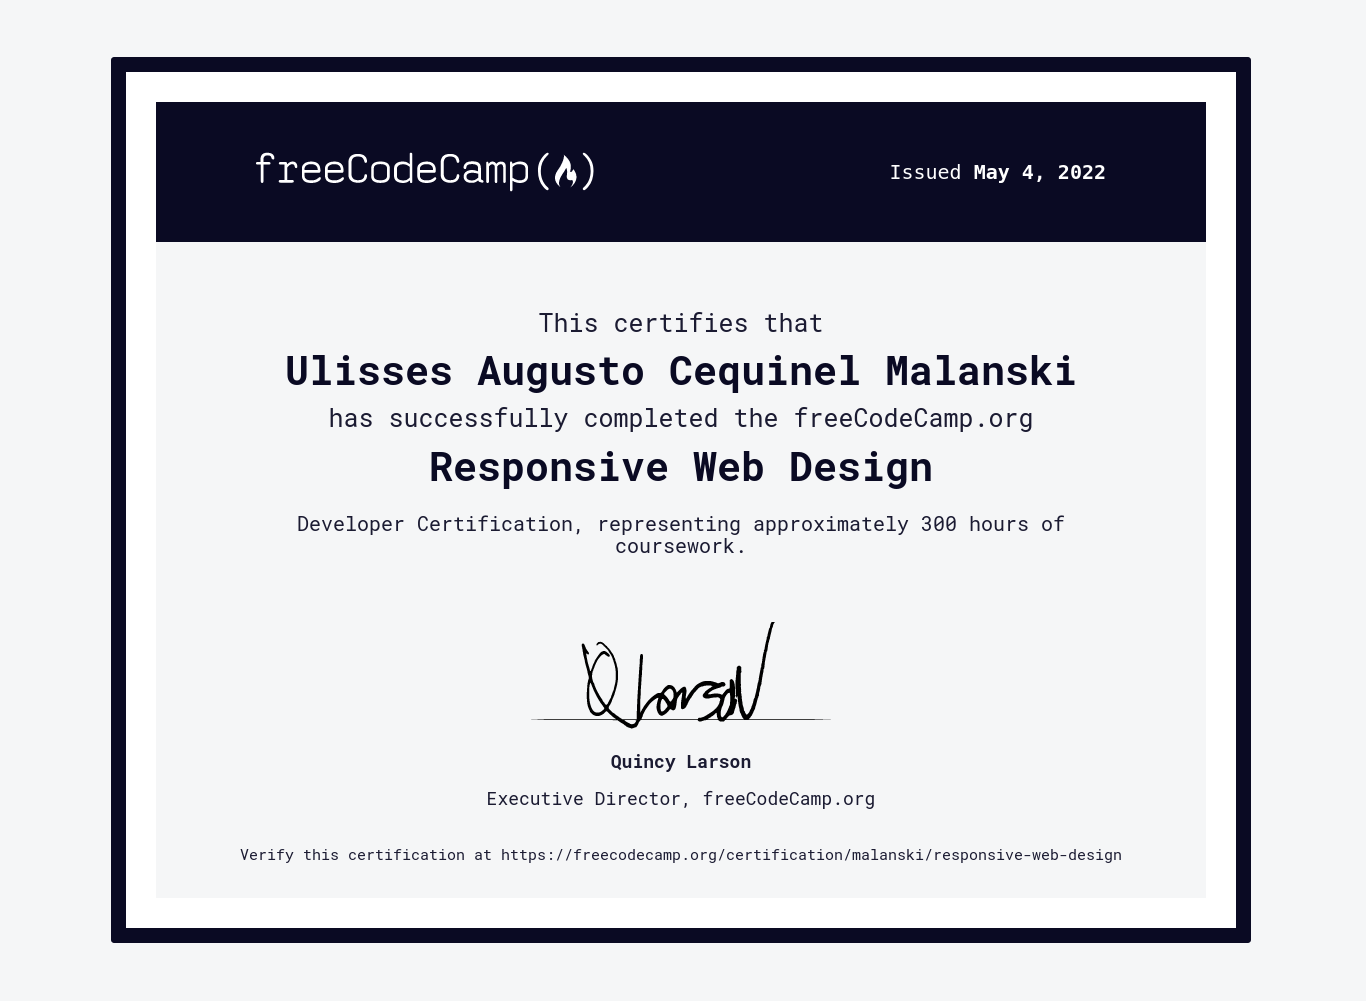 freeCodeCamp(🔥)
Issued May 4, 2022
This certifies that
Ulisses Augusto Cequinel Malanski
has successfully completed the freeCodeCamp.org
Responsive Web Design
Developer Certification, representing approximately 300 hours of
coursework.
Q Larson
Quincy Larson
Executive Director, freeCodeCamp.org
Verify this certification at https://freecodecamp.org/certification/malanski/responsive-web-design